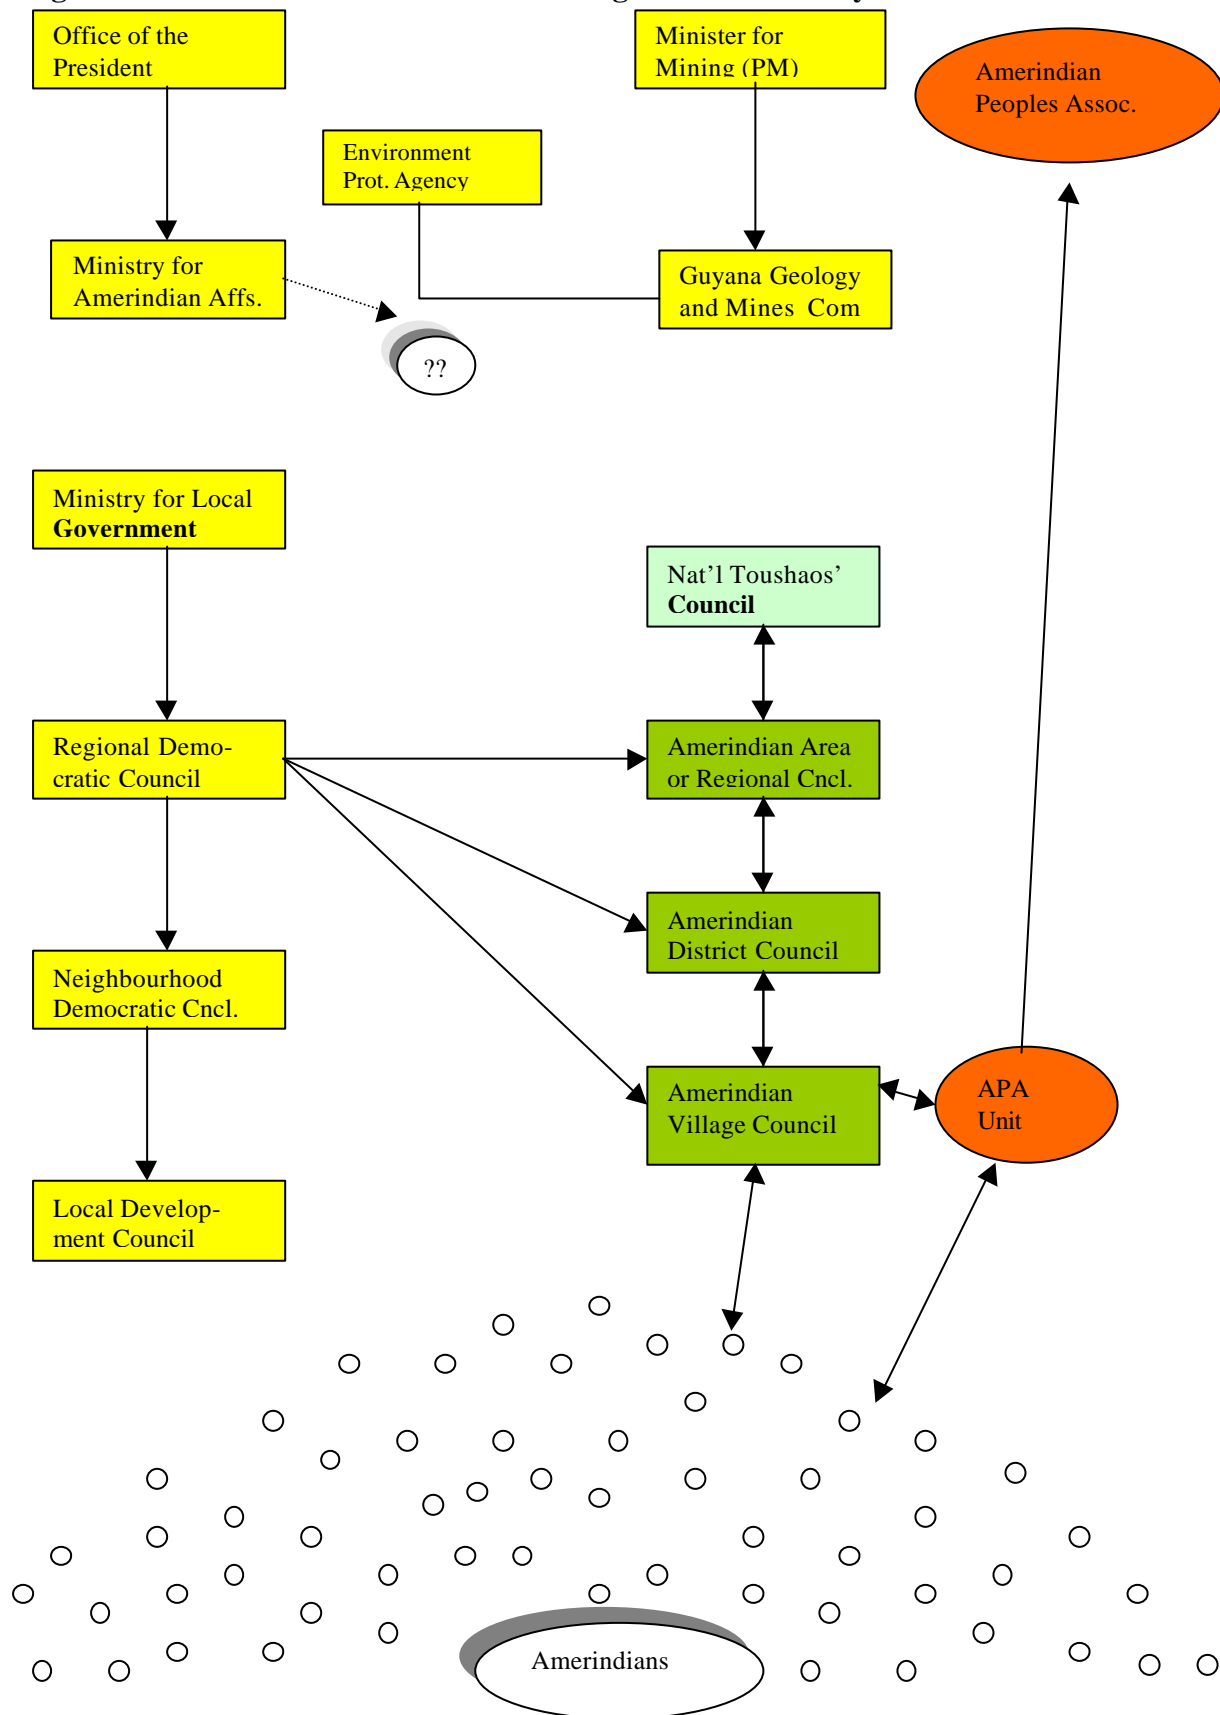 Office of the
President
Minister for
Mining (PM)
Amerindian
Peoples Assoc.
Environment
Prot. Agency
Ministry for
Amerindian Affs.
Guyana Geology
and Mines Com
??
Ministry for Local
Government
Nat'l Toushaos'
Council
Regional Demo-
cratic Council
Amerindian Area
or Regional Cncl.
Amerindian
District Council
Neighbourhood
Democratic Cncl.
Amerindian
Village Council
APA
Unit
Local Develop-
ment Council
Amerindians